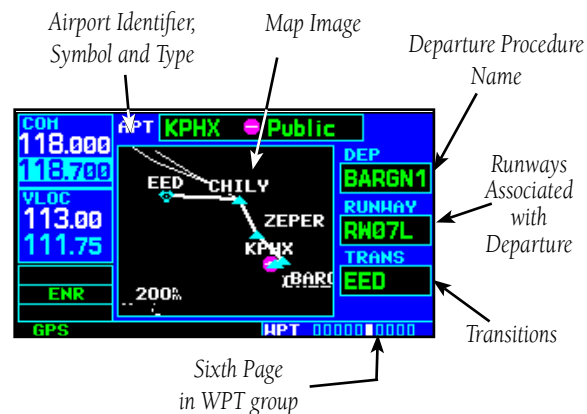 Airport Identifier,
Symbol and Type
Map Image
Departure Procedure
Name
COM
118.000
118.700
VLOC
113.00
111.75
ENR
GPS
APT KPHX Public
EED
CHILY
ZEPER
KPHX
200
DEP
BARGN1
RUNWAY
RW07L
TRANS
EED
WPT
Runways
Associated
with
Departure
Transitions
Sixth Page
in WPT group